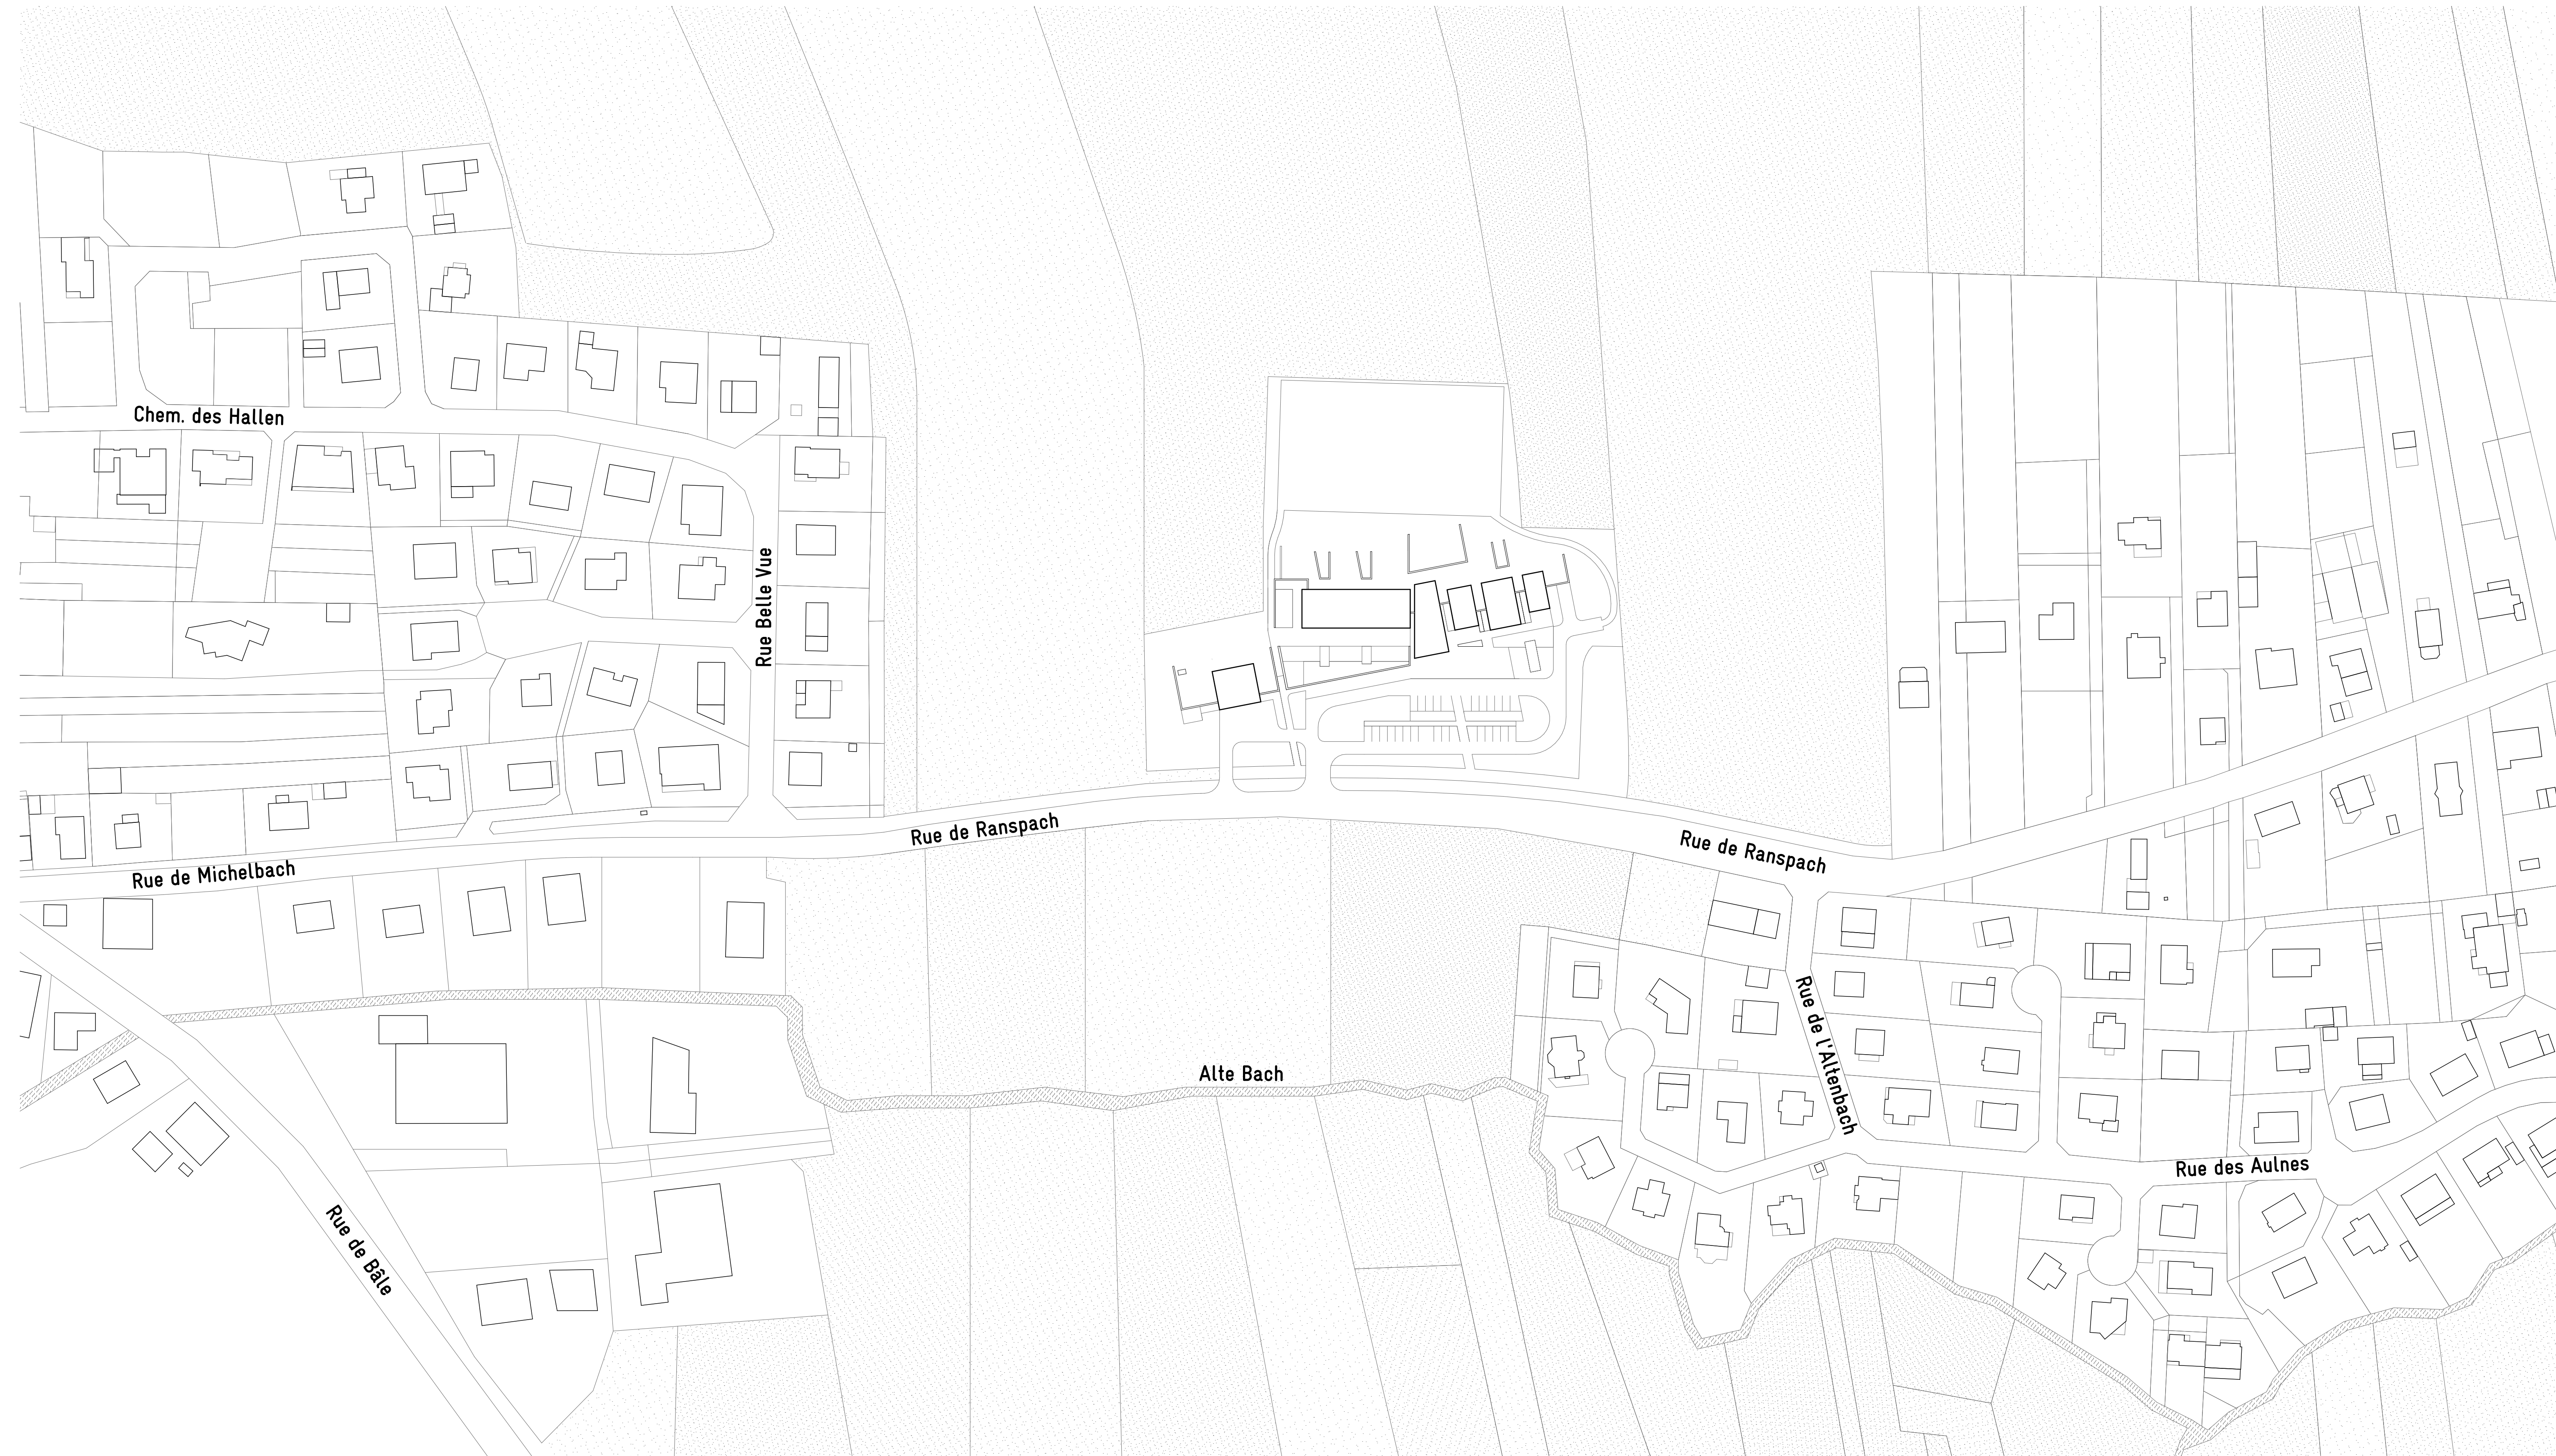 Chem. des Hallen
Rue Belle Vue
Rue de Ranspach
Rue de Ranspach
Rue de Michelbach
Rue de l'Altenbach
Alte Bach
Rue des Aulnes
Rue de Bâle